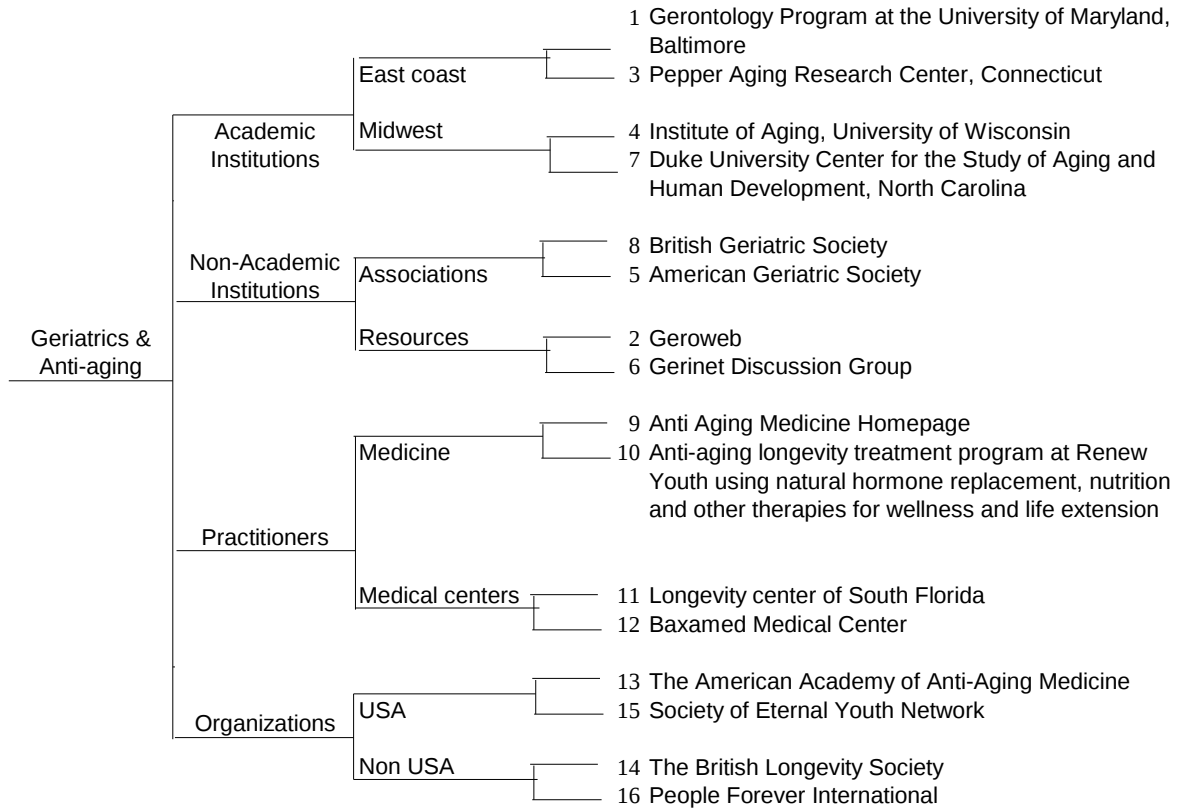 1 Gerontology Program at the University of Maryland,
Baltimore
East coast
3 Pepper Aging Research Center, Connecticut
Academic
Institutions
Midwest
4 Institute of Aging, University of Wisconsin
7 Duke University Center for the Study of Aging and
Human Development, North Carolina
Non-Academic
Institutions
Associations
8 British Geriatric Society
5 American Geriatric Society
Geriatrics &
Anti-aging
Resources
2 Geroweb
6 Gerinet Discussion Group
Medicine
9 Anti Aging Medicine Homepage
10 Anti-aging longevity treatment program at Renew
Youth using natural hormone replacement, nutrition
and other therapies for wellness and life extension
Practitioners
Medical centers
11 Longevity center of South Florida
12 Baxamed Medical Center
Organizations
USA
13 The American Academy of Anti-Aging Medicine
15 Society of Eternal Youth Network
Non USA
14 The British Longevity Society
16 People Forever International